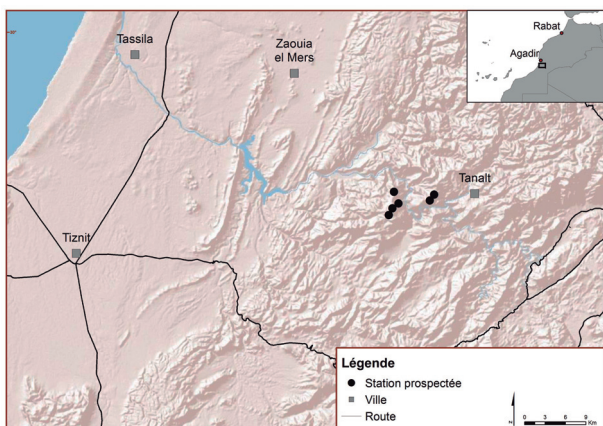 Rabat
Agadir
Tassila
Zaouia
el Mers
Tanalt
Tiznit
Légende
Station prospectée
Ville
Route
N
0 3 6 9
Km